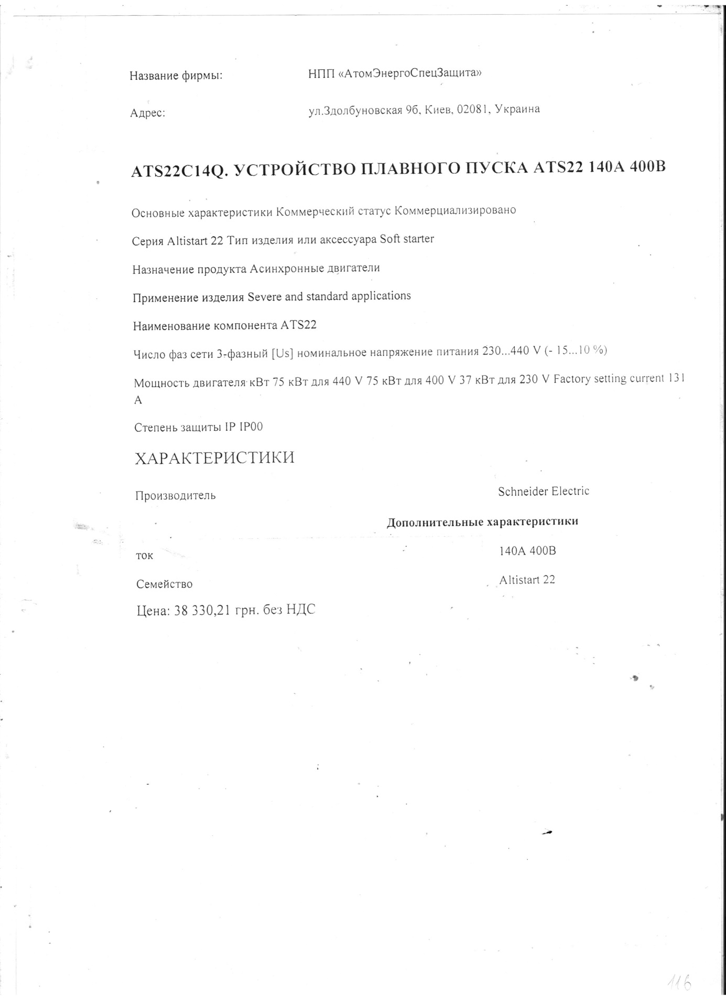 Название фирмы: НПП «АтомЭнергоСпецЗащита»
Адрес: ул.Здолбуновская 9б, Киев, 02081, Украина
ATS22C14Q. УСТРОЙСТВО ПЛАВНОГО ПУСКА ATS22 140А 400В
Основные характеристики Коммерческий статус Коммерциализировано
Серия Altistart 22 Тип изделия или аксессуара Soft starter
Назначение продукта Асинхронные двигатели
Применение изделия Severe and standard applications
Наименование компонента ATS22
Число фаз сети 3-фазный [Us] номинальное напряжение питания 230...440 V (- 15...10 %)
Мощность двигателя кВт 75 кВт для 440 V 75 кВт для 400 V 37 кВт для 230 V Factory setting current 131
A
Степень защиты IP IP00
ХАРАКТЕРИСТИКИ
Производитель Schneider Electric
Дополнительные характеристики
ток 140А 400В
Семейство Altistart 22
Цена: 38 330,21 грн. без НДС
116